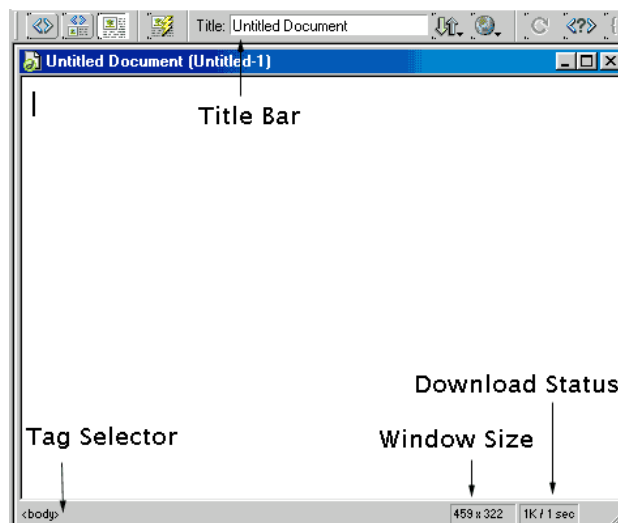 Title: Untitled Document
Untitled Document (Untitled-1)
Title Bar
Download Status
Tag Selector
Window Size
<body>
459 x 322
1K / 1 sec